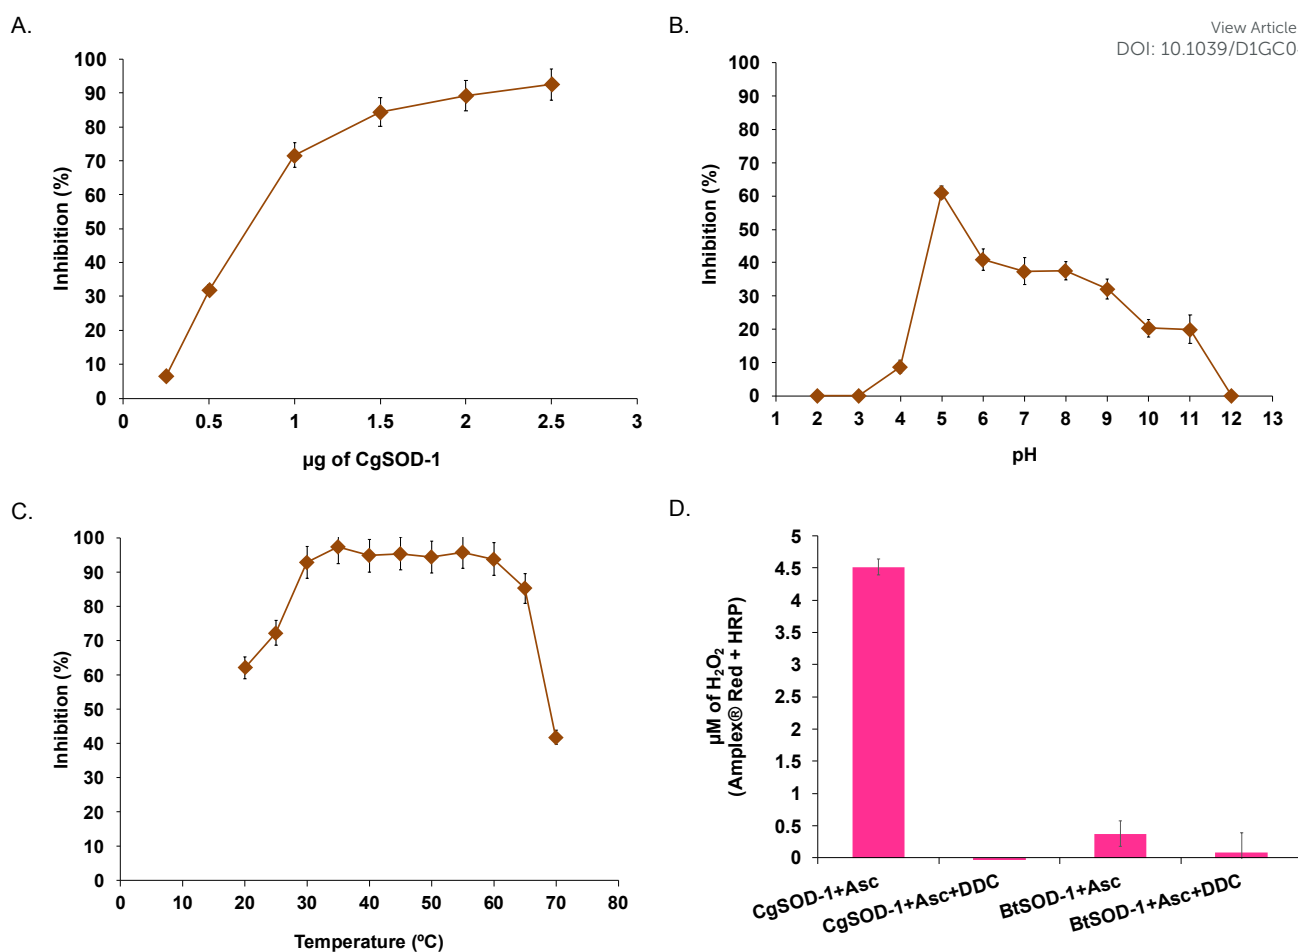 A.
100
90
80
70
60
50
40
30
20
10
0
Inhibition (%)
0 0.5 1 1.5 2 2.5 3
µg of CgSOD-1
B.
View Article
DOI: 10.1039/D1GC0
100
90
80
70
60
50
40
30
20
10
0
Inhibition (%)
1 2 3 4 5 6 7 8 9 10 11 12 13
pH
C.
100
90
80
70
60
50
40
30
20
10
0
Inhibition (%)
0 10 20 30 40 50 60 70 80
Temperature (ºC)
D.
5
4.5
4
3.5
3
2.5
2
1.5
1
0.5
0
µM of H₂O₂
(Amplex® Red + HRP)
CgSOD-1+Asc
CgSOD-1+Asc+DDC
BtSOD-1+Asc
BtSOD-1+Asc+DDC